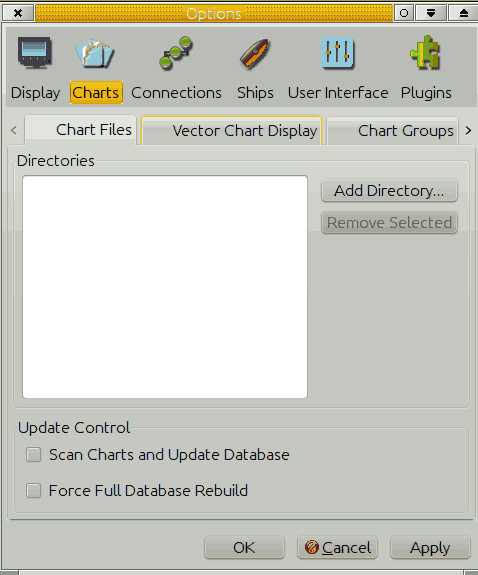 Options
Display Charts Connections Ships User Interface Plugins
Chart Files Vector Chart Display Chart Groups
Directories
Add Directory...
Remove Selected
Update Control
Scan Charts and Update Database
Force Full Database Rebuild
OK Cancel Apply